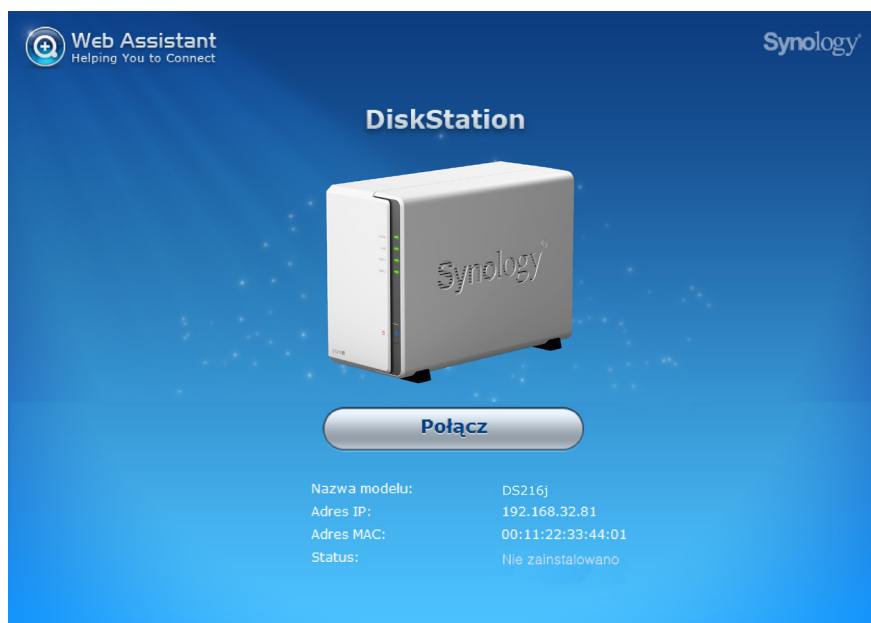 Web Assistant
Helping You to Connect
Synology
DiskStation
Synology
Połącz
Nazwa modelu: DS216j
Adres IP: 192.168.32.81
Adres MAC: 00:11:22:33:44:01
Status: Nie zainstalowano